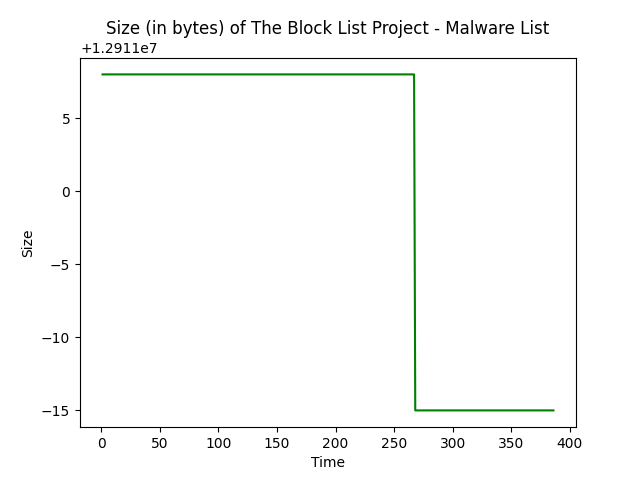 Size (in bytes) of The Block List Project - Malware List
+1.2911e7
5
0
−5
−10
−15
Size
0 50 100 150 200 250 300 350 400
Time